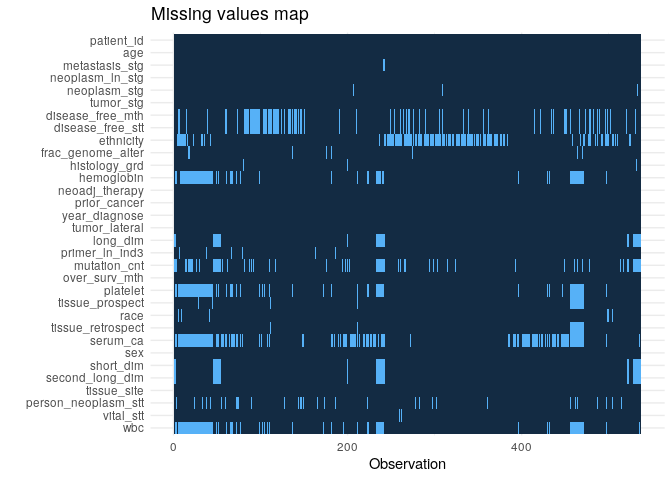 Missing values map
patient_id
age
metastasis_stg
neoplasm_ln_stg
neoplasm_stg
tumor_stg
disease_free_mth
disease_free_stt
ethnicity
frac_genome_alter
histology_grd
hemoglobin
neoadj_therapy
prior_cancer
year_diagnose
tumor_lateral
long_dim
primer_ln_ind3
mutation_cnt
over_surv_mth
platelet
tissue_prospect
race
tissue_retrospect
serum_ca
sex
short_dim
second_long_dim
tissue_site
person_neoplasm_stt
vital_stt
wbc
0 200 400
Observation